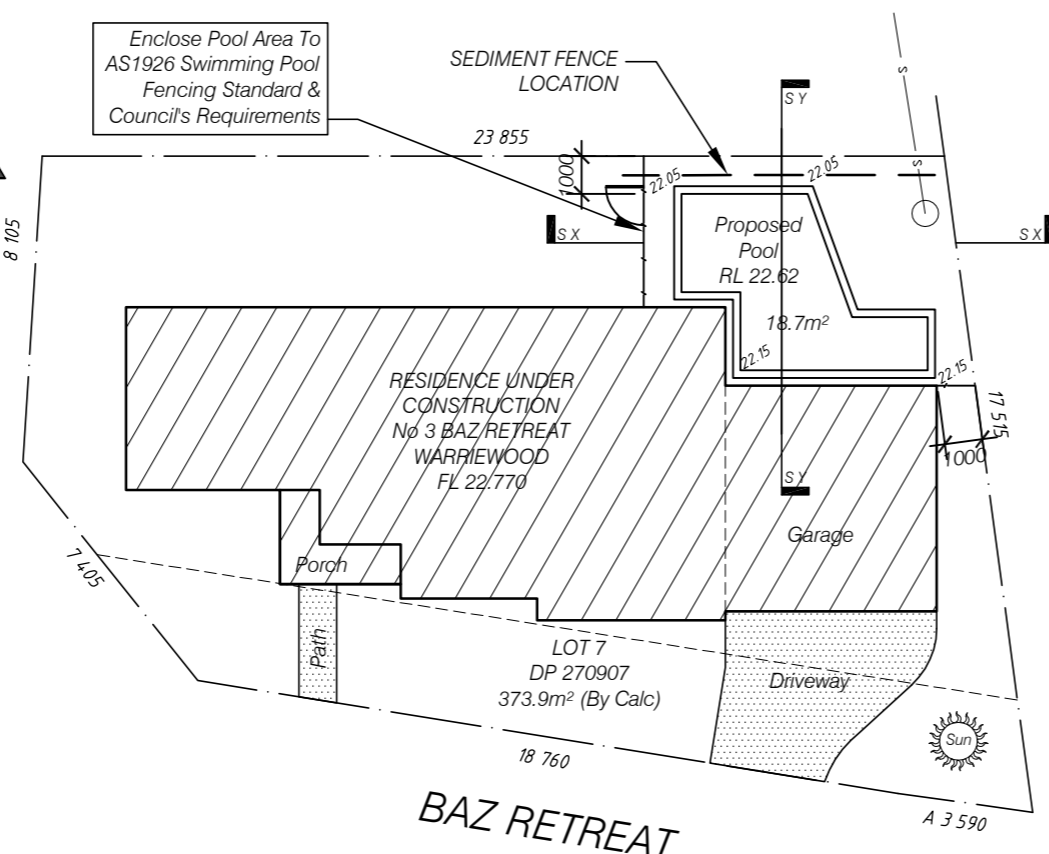 Enclose Pool Area To
AS1926 Swimming Pool
Fencing Standard &
Council's Requirements
SEDIMENT FENCE
LOCATION
S
S Y
23 855
1000
22.05
22.05
S
8 105
S X
S X
Proposed
Pool
RL 22.62
18.7m²
22.15
22.15
RESIDENCE UNDER
CONSTRUCTION
No 3 BAZ RETREAT
WARRIEWOOD
FL 22.770
17 515
1000
S Y
Garage
7 405
Porch
Path
LOT 7
DP 270907
373.9m² (By Calc)
Driveway
Sun
18 760
A 3 590
BAZ RETREAT